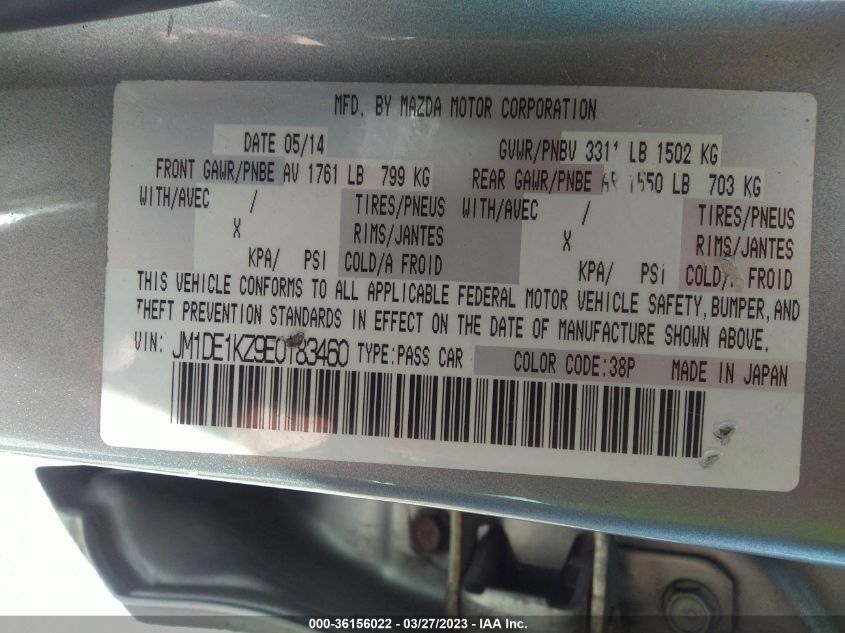 MFD. BY MAZDA MOTOR CORPORATION
DATE 05/14 GVWR/PNBV 3311 LB 1502 KG
FRONT GAWR/PNBE AV 1761 LB 799 KG REAR GAWR/PNBE AR 1550 LB 703 KG
WITH/AVEC / TIRES/PNEUS WITH/AVEC / TIRES/PNEUS
X RIMS/JANTES X RIMS/JANTES
KPA/ PSI COLD/A FROID KPA/ PSI COLD/A FROID
THIS VEHICLE CONFORMS TO ALL APPLICABLE FEDERAL MOTOR VEHICLE SAFETY, BUMPER, AND
THEFT PREVENTION STANDARDS IN EFFECT ON THE DATE OF MANUFACTURE SHOWN ABOVE.
VIN: JM1DE1KZ9E0183460 TYPE:PASS CAR COLOR CODE:38P MADE IN JAPAN
000-36156022 / 03/27/2023 / IAA Inc.